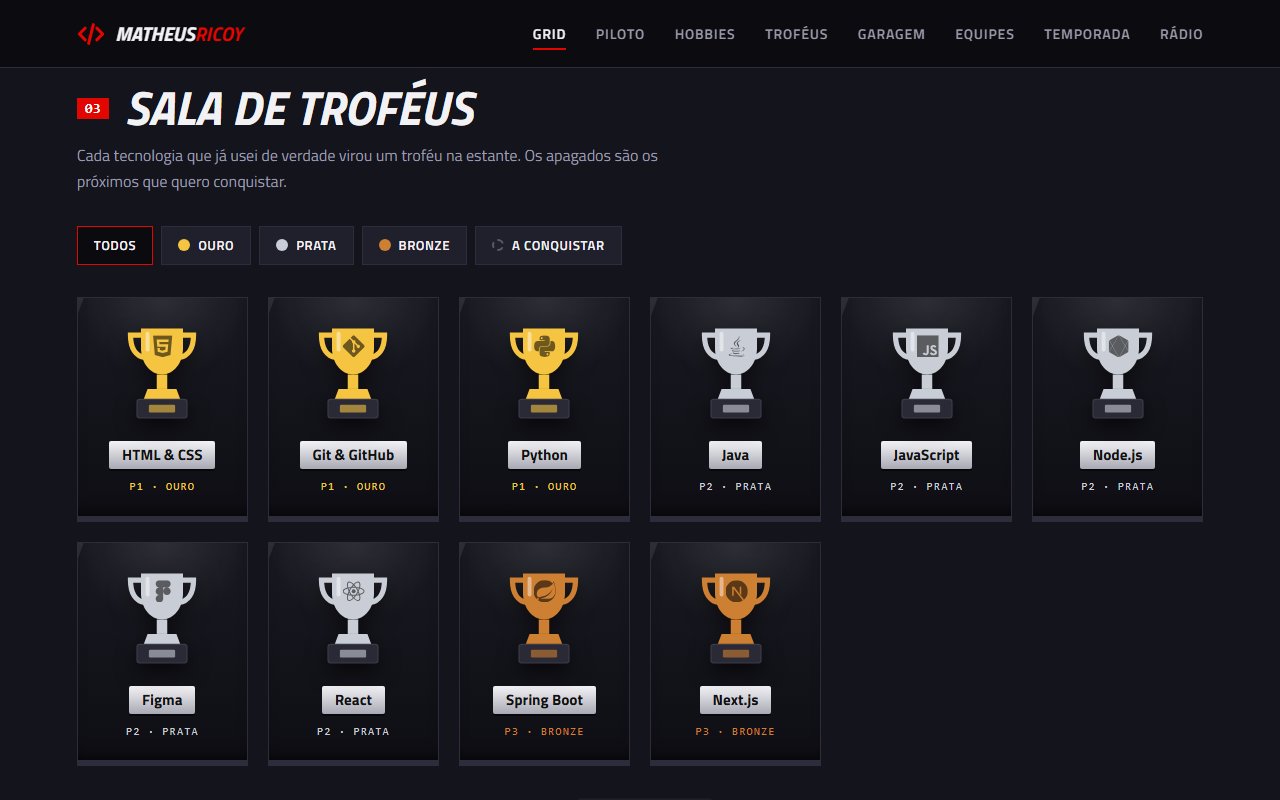 </> MATHEUSRICOY
GRID PILOTO HOBBIES TROFÉUS GARAGEM EQUIPES TEMPORADA RÁDIO
03 SALA DE TROFÉUS
Cada tecnologia que já usei de verdade virou um troféu na estante. Os apagados são os
próximos que quero conquistar.
TODOS OURO PRATA BRONZE A CONQUISTAR
JS
HTML & CSS Git & GitHub Python Java JavaScript Node.js
P1 · OURO P1 · OURO P1 · OURO P2 · PRATA P2 · PRATA P2 · PRATA
N
Figma React Spring Boot Next.js
P2 · PRATA P2 · PRATA P3 · BRONZE P3 · BRONZE